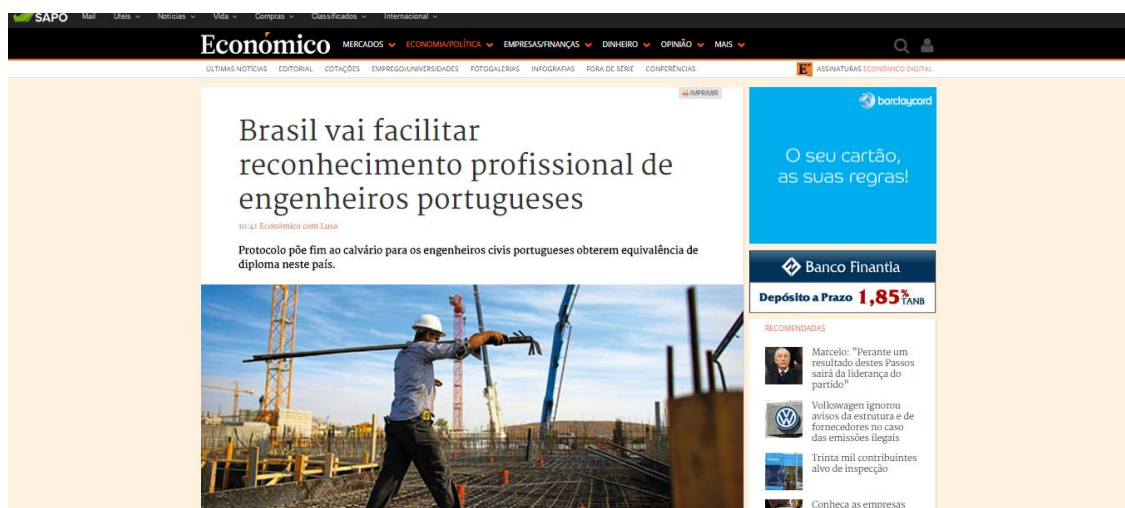 SAPO Mail Uteis Notícias Vida Compras Classificados Internacional
Económico MERCADOS ECONOMIA/POLÍTICA EMPRESAS/FINANÇAS DINHEIRO OPINIÃO MAIS
ÚLTIMAS NOTÍCIAS EDITORIAL COTAÇÕES EMPREGO/UNIVERSIDADES FOTOGALERIAS INFOGRAFIAS FORA DE SÉRIE CONFERÊNCIAS
E ASSINATURAS ECONÓMICO DIGITAL
IMPRIMIR
Brasil vai facilitar
reconhecimento profissional de
engenheiros portugueses
10:41 Económico com Lusa
Protocolo põe fim ao calvário para os engenheiros civis portugueses obterem equivalência de
diploma neste país.
barclaycard
O seu cartão,
as suas regras!
Banco Finantia
Depósito a Prazo 1,85% TANB
RECOMENDADAS
Marcelo: "Perante um
resultado destes Passos
sairá da liderança do
partido"
Volkswagen ignorou
avisos da estrutura e de
fornecedores no caso
das emissões ilegais
Trinta mil contribuintes
alvo de inspecção
Conheça as empresas